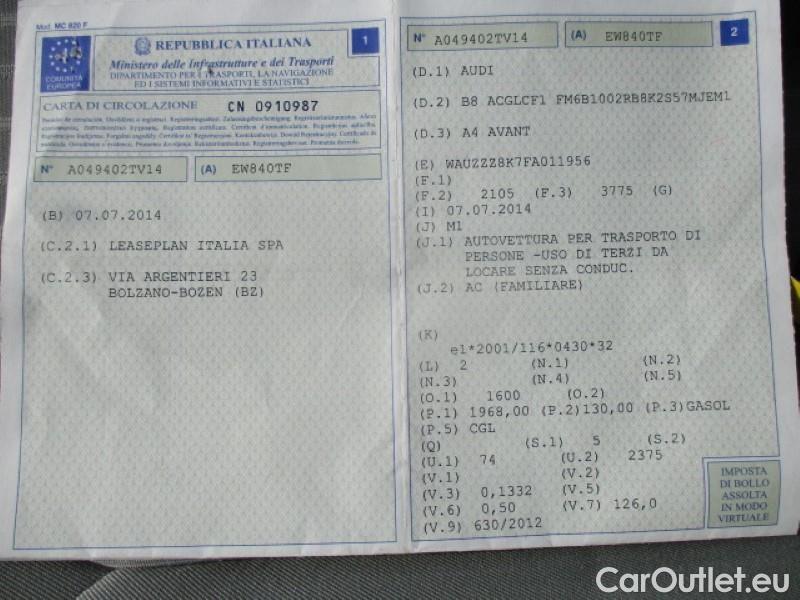 Mod. MC 820 F
COMUNITÀ
EUROPEA
REPUBBLICA ITALIANA
1
Ministero delle Infrastrutture e dei Trasporti
DIPARTIMENTO PER I TRASPORTI, LA NAVIGAZIONE
ED I SISTEMI INFORMATIVI E STATISTICI
CARTA DI CIRCOLAZIONE CN 0910987
N° A049402TV14 (A) EW840TF
(B) 07.07.2014
(C.2.1) LEASEPLAN ITALIA SPA
(C.2.3) VIA ARGENTIERI 23
BOLZANO-BOZEN (BZ)
N° A049402TV14 (A) EW840TF 2
(D.1) AUDI
(D.2) B8 ACGLCF1 FM6B1002RB8K2S57MJEM1
(D.3) A4 AVANT
(E) WAUZZZ8K7FA011956
(F.1)
(F.2) 2105 (F.3) 3775 (G)
(I) 07.07.2014
(J) M1
(J.1) AUTOVETTURA PER TRASPORTO DI
PERSONE -USO DI TERZI DA
LOCARE SENZA CONDUC.
(J.2) AC (FAMILIARE)
(K)
e1*2001/116*0430*32
(L) 2 (N.1) (N.2)
(N.3) (N.4) (N.5)
(O.1) 1600 (O.2)
(P.1) 1968,00 (P.2)130,00 (P.3)GASOL
(P.5) CGL
(Q) (S.1) 5 (S.2)
(U.1) 74 (U.2) 2375
(V.1) (V.2)
(V.3) 0,1332 (V.5)
(V.6) 0,50 (V.7) 126,0
(V.9) 630/2012
IMPOSTA
DI BOLLO
ASSOLTA
IN MODO
VIRTUALE
CarOutlet.eu